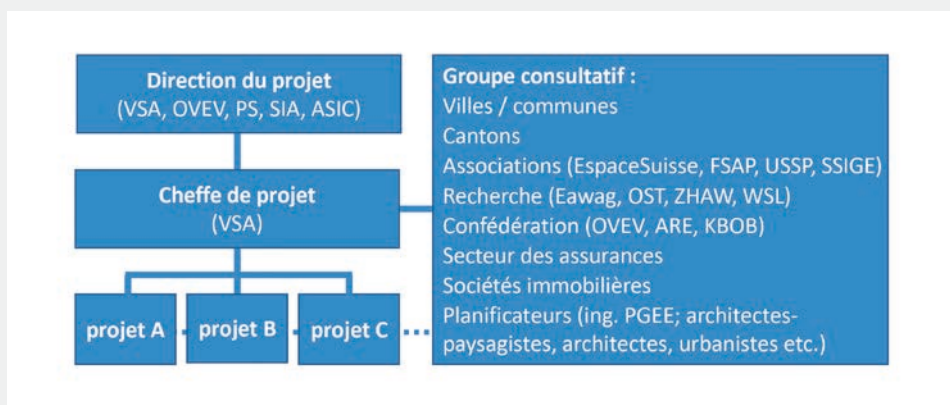 Direction du projet
(VSA, OVEV, PS, SIA, ASIC)
Cheffe de projet
(VSA)
projet A
projet B
projet C
Groupe consultatif :
Villes / communes
Cantons
Associations (EspaceSuisse, FSAP, USSP, SSIGE)
Recherche (Eawag, OST, ZHAW, WSL)
Confédération (OVEV, ARE, KBOB)
Secteur des assurances
Sociétés immobilières
Planificateurs (ing. PGEE; architectes-
paysagistes, architectes, urbanistes etc.)